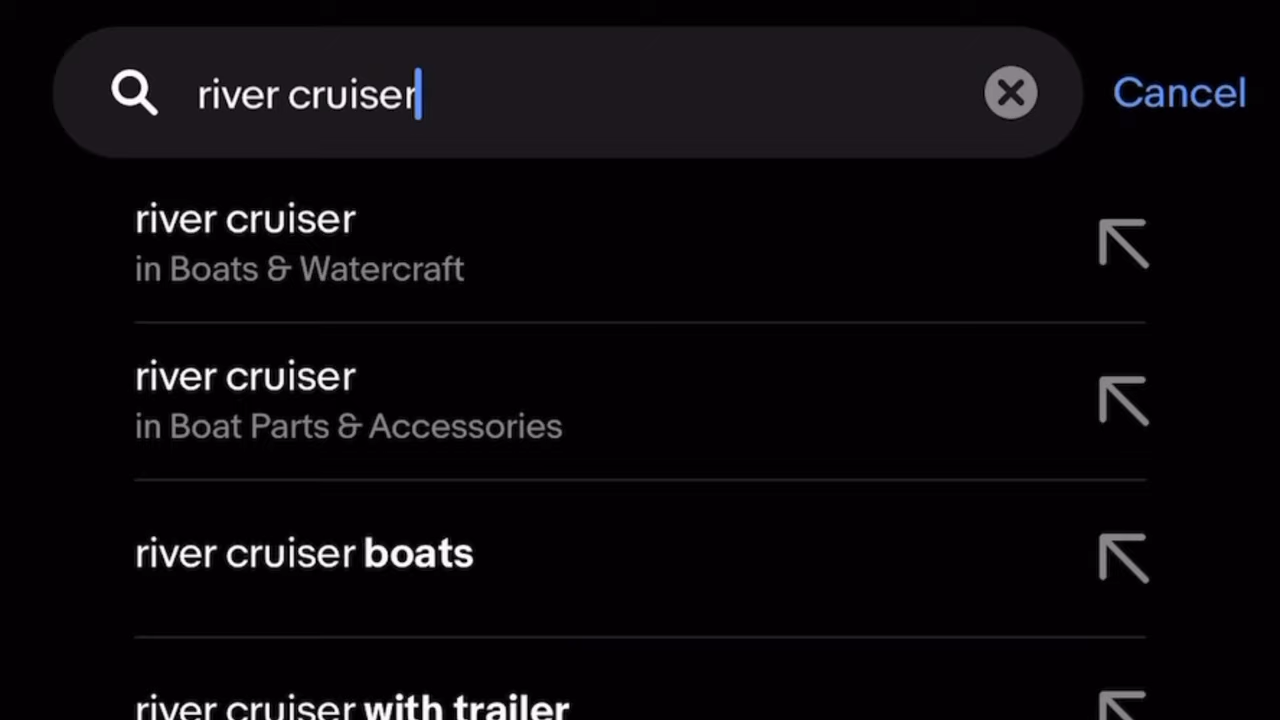 river cruiser
Cancel
river cruiser
in Boats & Watercraft
river cruiser
in Boat Parts & Accessories
river cruiser boats
river cruiser with trailer